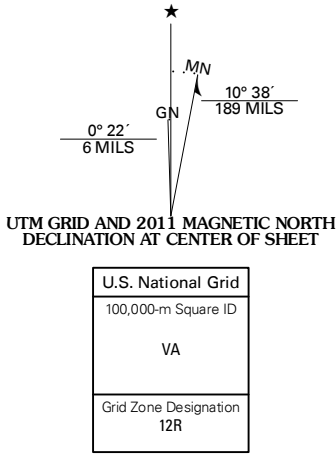 ★
MN
GN
10° 38´
189 MILS
0° 22´
6 MILS
UTM GRID AND 2011 MAGNETIC NORTH
DECLINATION AT CENTER OF SHEET
U.S. National Grid
100,000-m Square ID
VA
Grid Zone Designation
12R